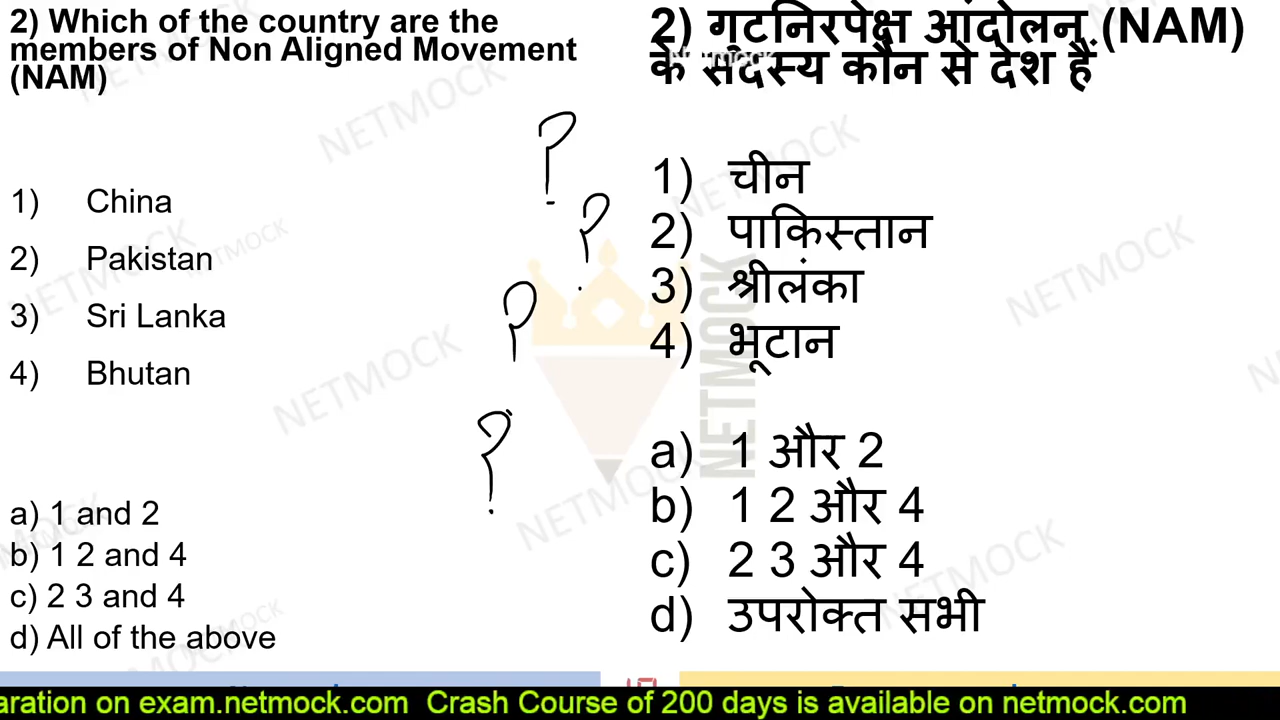 2) Which of the country are the
members of Non Aligned Movement
(NAM)
1) China
2) Pakistan
3) Sri Lanka
4) Bhutan
a) 1 and 2
b) 1 2 and 4
c) 2 3 and 4
d) All of the above
2) गूटनिरपेक्ष आंदोलन (NAM)
के सदस्य कौन से देश हैं
1) चीन
2) पाकिस्तान
3) श्रीलंका
4) भूटान
a) 1 और 2
b) 1 2 और 4
c) 2 3 और 4
d) उपरोक्त सभी
?
?
?
?
NETMOCK
aration on exam.netmock.com Crash Course of 200 days is available on netmock.com